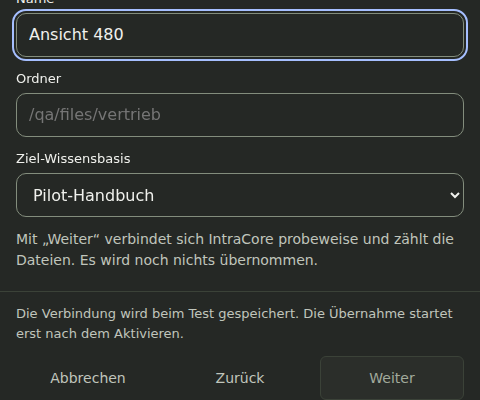 Name
Ansicht 480
Ordner
/qa/files/vertrieb
Ziel-Wissensbasis
Pilot-Handbuch
Mit „Weiter“ verbindet sich IntraCore probeweise und zählt die
Dateien. Es wird noch nichts übernommen.
Die Verbindung wird beim Test gespeichert. Die Übernahme startet
erst nach dem Aktivieren.
Abbrechen Zurück Weiter